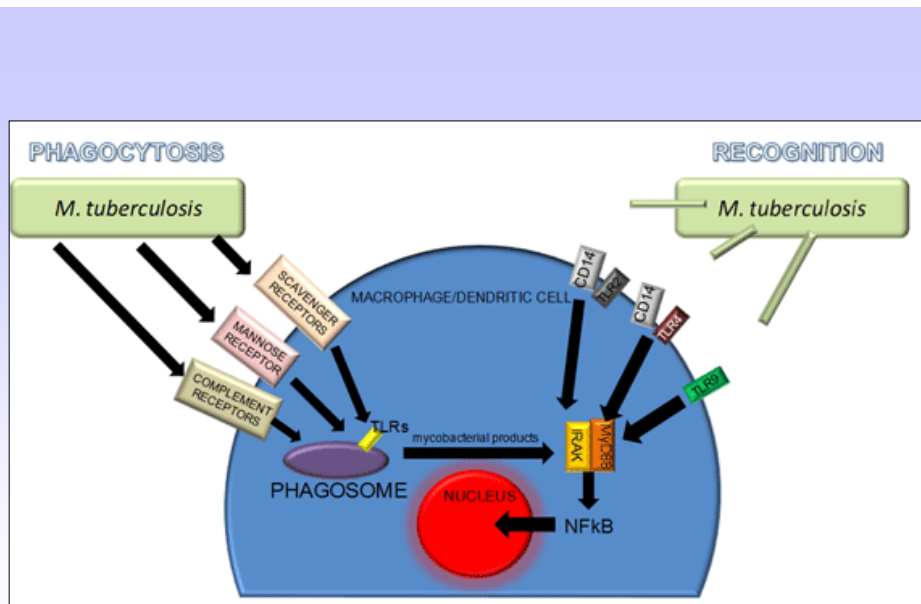 PHAGOCYTOSIS
RECOGNITION
M. tuberculosis
M. tuberculosis
SCAVENGER
RECEPTORS
MACROPHAGE/DENDRITIC CELL
CD14
TLR2
CD14
TLR4
MANNOSE
RECEPTOR
COMPLEMENT
RECEPTORS
TLR9
TLRs
mycobacterial products
IRAK
MyD88
PHAGOSOME
NUCLEUS
NFkB